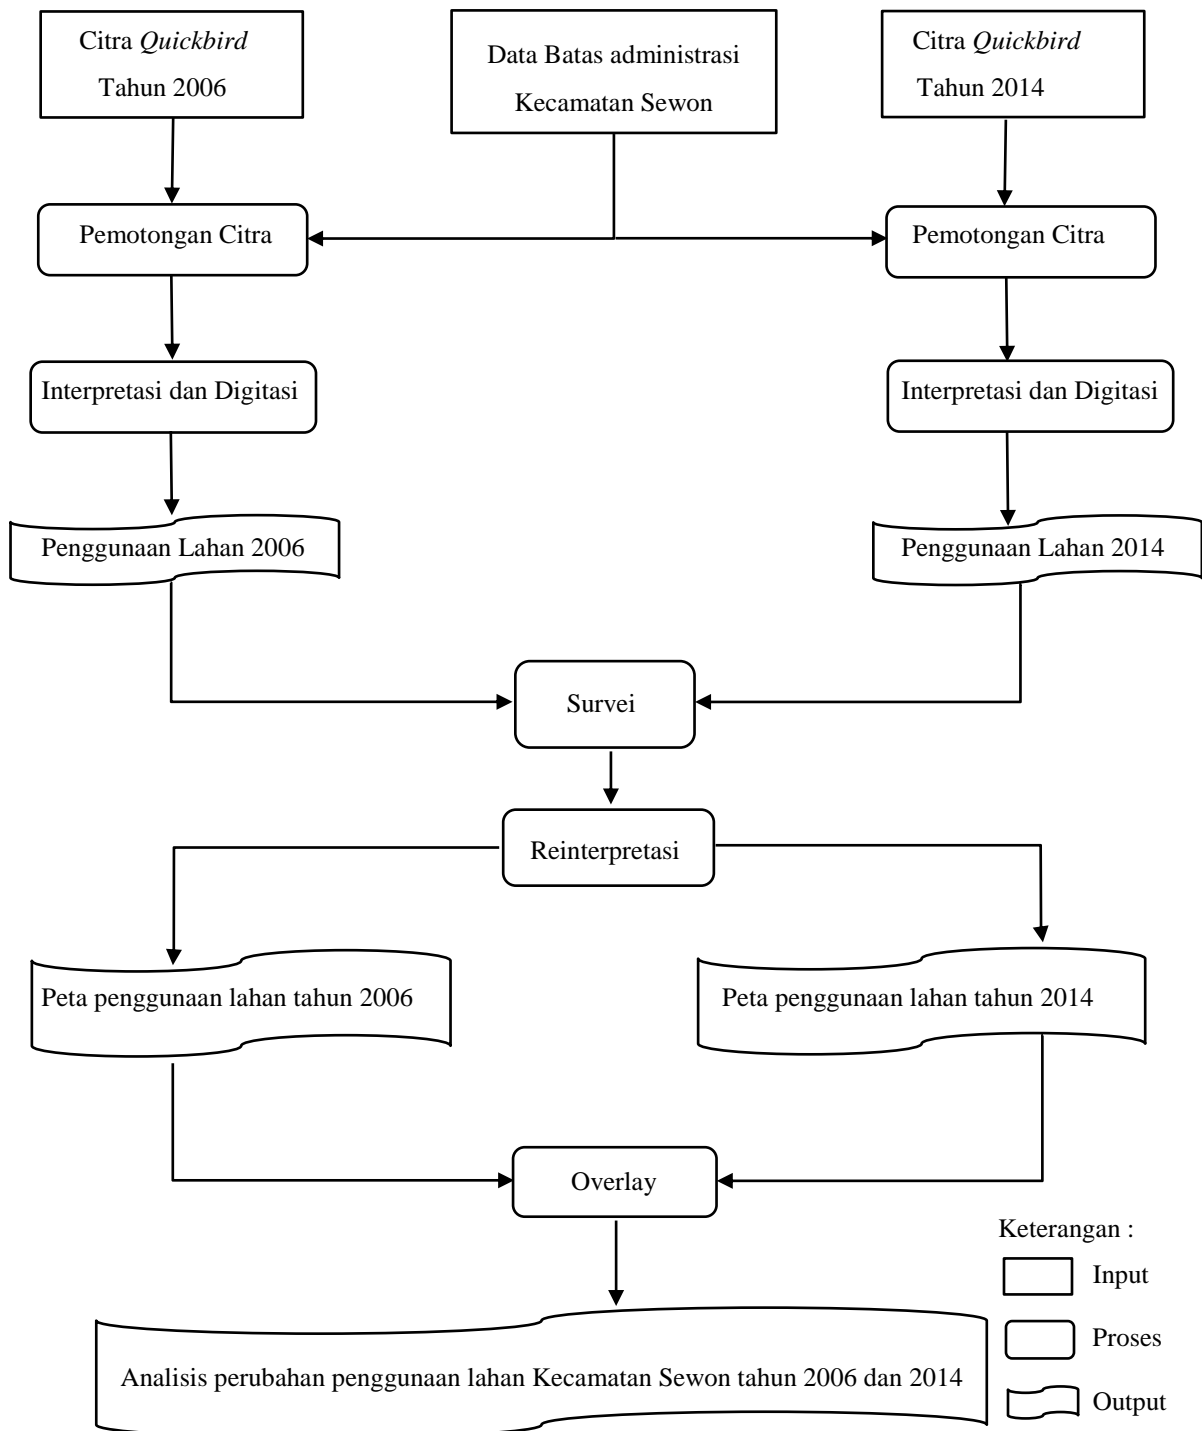 Citra Quickbird
Tahun 2006
Data Batas administrasi
Kecamatan Sewon
Citra Quickbird
Tahun 2014
Pemotongan Citra
Pemotongan Citra
Interpretasi dan Digitasi
Interpretasi dan Digitasi
Penggunaan Lahan 2006
Penggunaan Lahan 2014
Survei
Reinterpretasi
Peta penggunaan lahan tahun 2006
Peta penggunaan lahan tahun 2014
Overlay
Keterangan :
Input
Proses
Output
Analisis perubahan penggunaan lahan Kecamatan Sewon tahun 2006 dan 2014